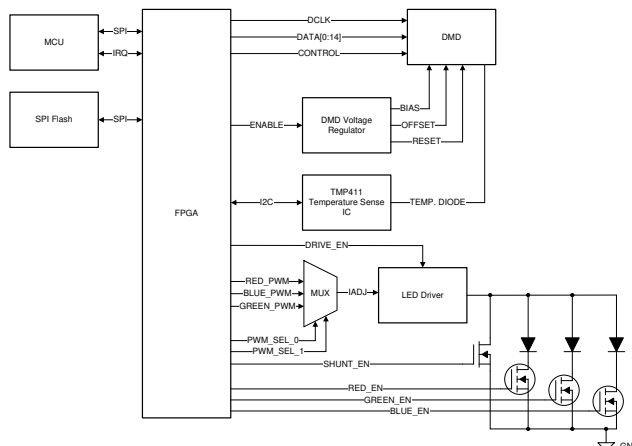 MCU
SPI
IRQ
SPI Flash
SPI
FPGA
DCLK
DATA[0:14]
CONTROL
DMD
ENABLE
DMD Voltage
Regulator
BIAS
OFFSET
RESET
I2C
TMP411
Temperature Sense
IC
TEMP. DIODE
DRIVE_EN
RED_PWM
BLUE_PWM
GREEN_PWM
MUX
IADJ
LED Driver
PWM_SEL_0
PWM_SEL_1
SHUNT_EN
RED_EN
GREEN_EN
BLUE_EN